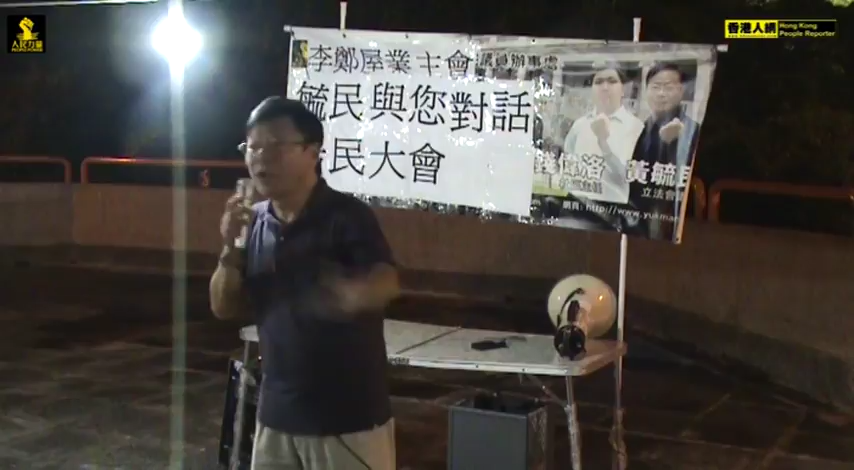 人民力量
PEOPLE POWER
香港人網
Hong Kong
People Reporter
李鄭屋業主會
議員辦事處
毓民與您對話
民大會
黃毓民
立法會
網頁: http://www.yukman